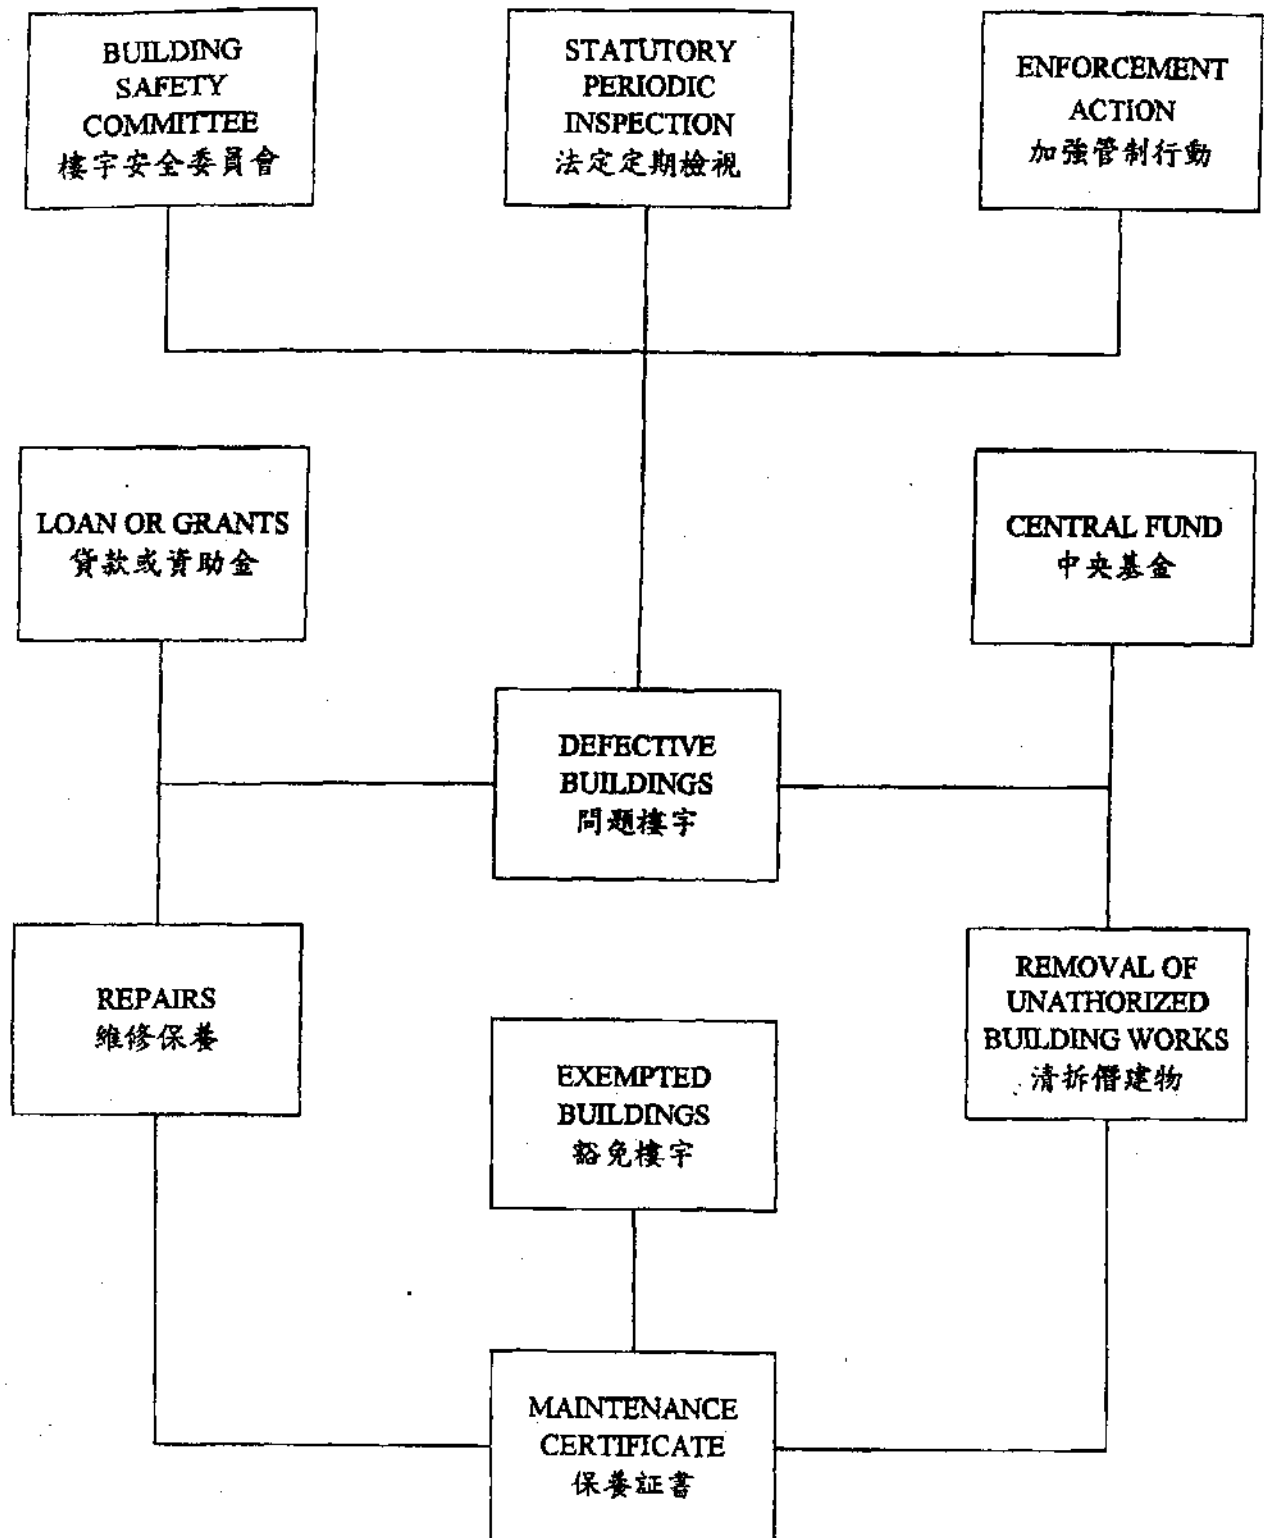 BUILDING
SAFETY
COMMITTEE
樓宇安全委員會
STATUTORY
PERIODIC
INSPECTION
法定定期檢視
ENFORCEMENT
ACTION
加強管制行動
LOAN OR GRANTS
貸款或資助金
CENTRAL FUND
中央基金
DEFECTIVE
BUILDINGS
問題樓宇
REPAIRS
維修保養
REMOVAL OF
UNATHORIZED
BUILDING WORKS
清拆僭建物
EXEMPTED
BUILDINGS
豁免樓宇
MAINTENANCE
CERTIFICATE
保養証書